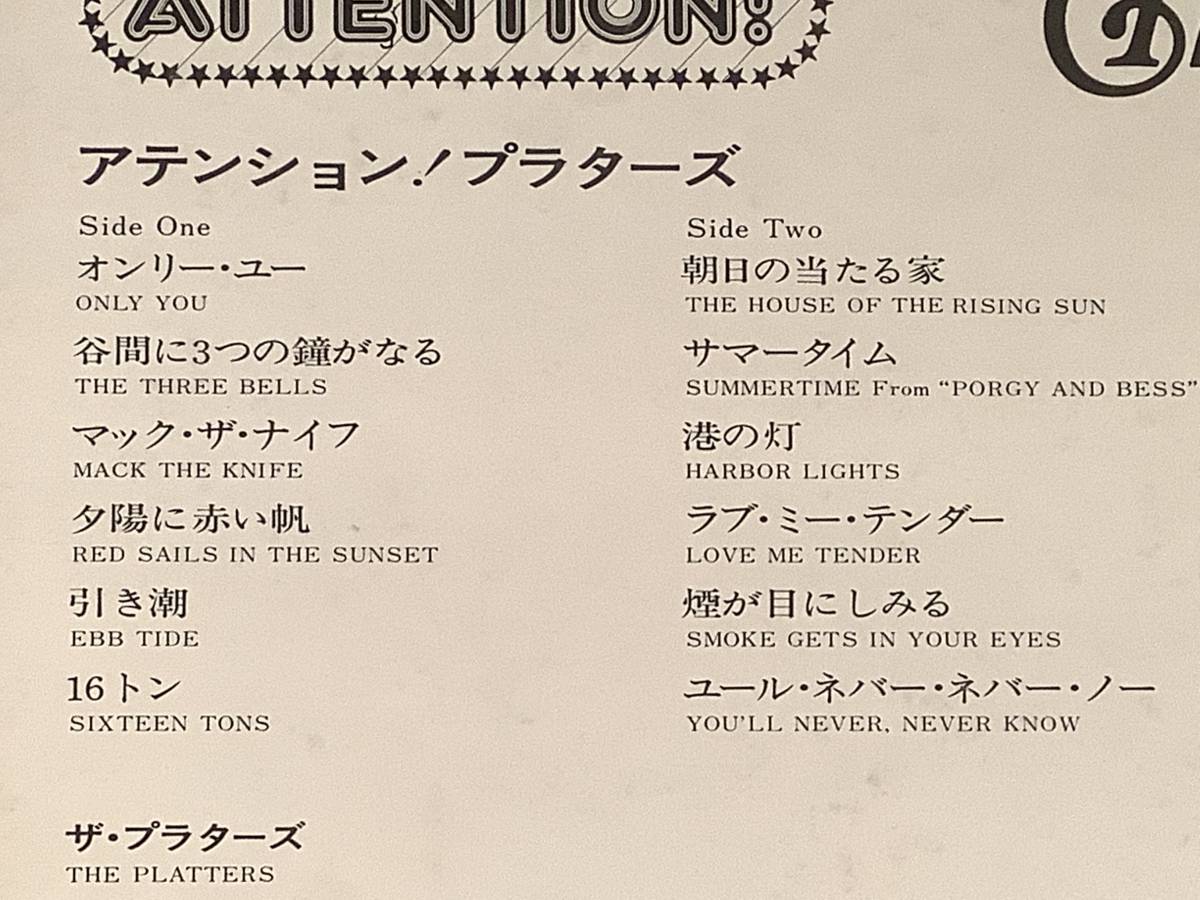 ATTENTION!
アテンション!プラターズ
Side One
オンリー・ユー
ONLY YOU
谷間に3つの鐘がなる
THE THREE BELLS
マック・ザ・ナイフ
MACK THE KNIFE
夕陽に赤い帆
RED SAILS IN THE SUNSET
引き潮
EBB TIDE
16トン
SIXTEEN TONS
Side Two
朝日の当たる家
THE HOUSE OF THE RISING SUN
サマータイム
SUMMERTIME From “PORGY AND BESS”
港の灯
HARBOR LIGHTS
ラブ・ミー・テンダー
LOVE ME TENDER
煙が目にしみる
SMOKE GETS IN YOUR EYES
ユール・ネバー・ネバー・ノー
YOU'LL NEVER, NEVER KNOW
ザ・プラターズ
THE PLATTERS